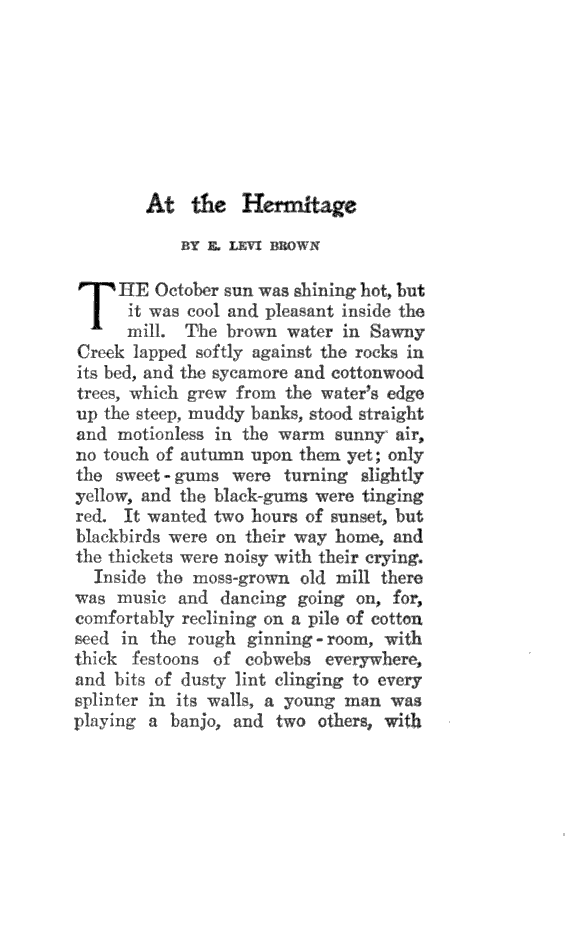 At the Hermitage
BY E. LEVI BROWN
THE October sun was shining hot, but
it was cool and pleasant inside the
mill. The brown water in Sawny
Creek lapped softly against the rocks in
its bed, and the sycamore and cottonwood
trees, which grew from the water's edge
up the steep, muddy banks, stood straight
and motionless in the warm sunny air,
no touch of autumn upon them yet; only
the sweet-gums were turning slightly
yellow, and the black-gums were tinging
red. It wanted two hours of sunset, but
blackbirds were on their way home, and
the thickets were noisy with their crying.
Inside the moss-grown old mill there
was music and dancing going on, for,
comfortably reclining on a pile of cotton
seed in the rough ginning-room, with
thick festoons of cobwebs everywhere,
and bits of dusty lint clinging to every
splinter in its walls, a young man was
playing a banjo, and two others, with